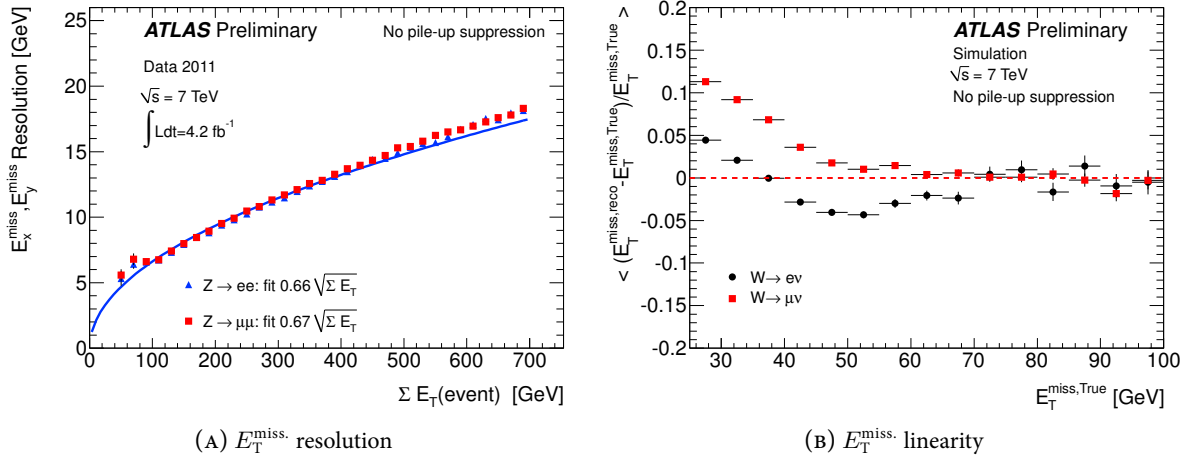 ATLAS Preliminary
No pile-up suppression
Data 2011
√s = 7 TeV
∫ Ldt=4.2 fb⁻¹
Z → ee: fit 0.66 √Σ E_T
Z → μμ: fit 0.67 √Σ E_T
E_x^miss, E_y^miss Resolution [GeV]
25
20
15
10
5
0
0 100 200 300 400 500 600 700
Σ E_T(event) [GeV]
(A) E_T^miss. resolution
ATLAS Preliminary
Simulation
√s = 7 TeV
No pile-up suppression
W → eν
W → μν
< (E_T^miss,reco - E_T^miss,True)/E_T^miss,True >
0.2
0.15
0.1
0.05
0
-0.05
-0.1
-0.15
-0.2
30 40 50 60 70 80 90 100
E_T^miss,True [GeV]
(B) E_T^miss. linearity